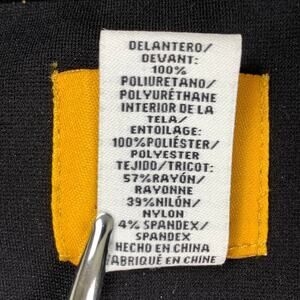 DELANTERO/
DEVANT:
100%
POLIURETANO/
POLYURÉTHANE
INTERIOR DE LA
TELA/
ENTOILAGE:
100%POLIÉSTER/
POLYESTER
TEJIDO/TRICOT:
57%RAYÓN/
RAYONNE
39%NILÓN/
NYLON
4% SPANDEX/
SPANDEX
HECHO EN CHINA
FABRIQUÉ EN CHINE